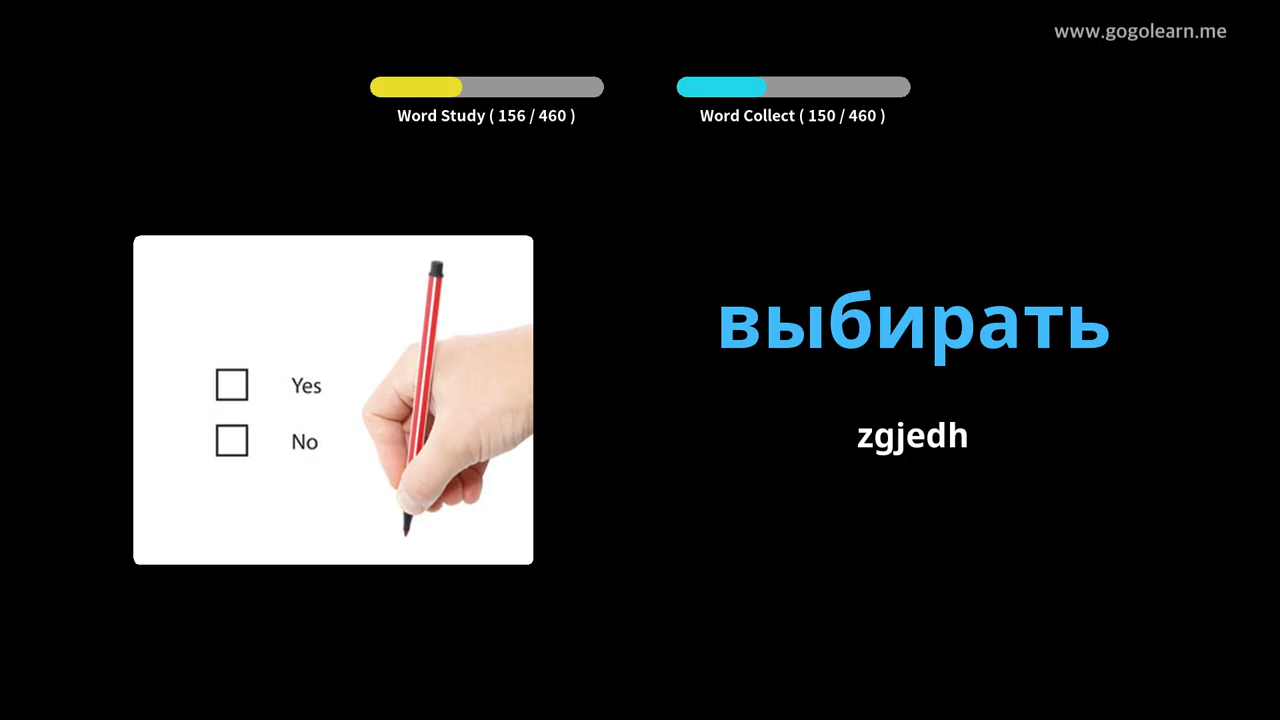 www.gogolearn.me
Word Study ( 156 / 460 )
Word Collect ( 150 / 460 )
Yes
No
выбирать
zgjedh